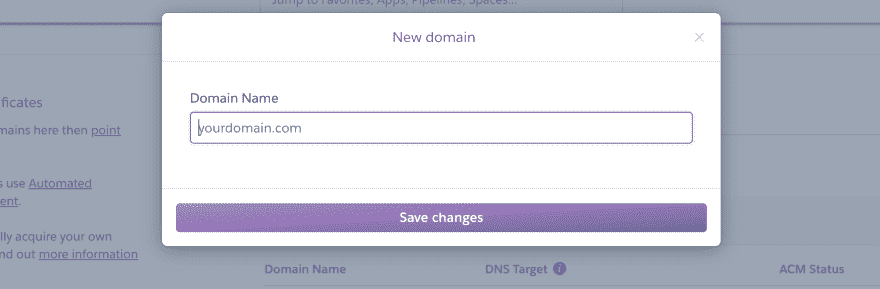 Jump to Favorites, Apps, Pipelines, Spaces...
New domain
×
ficates
mains here then point
Domain Name
yourdomain.com
s use Automated
ent.
Save changes
lly acquire your own
nd out more information
Domain Name DNS Target i ACM Status